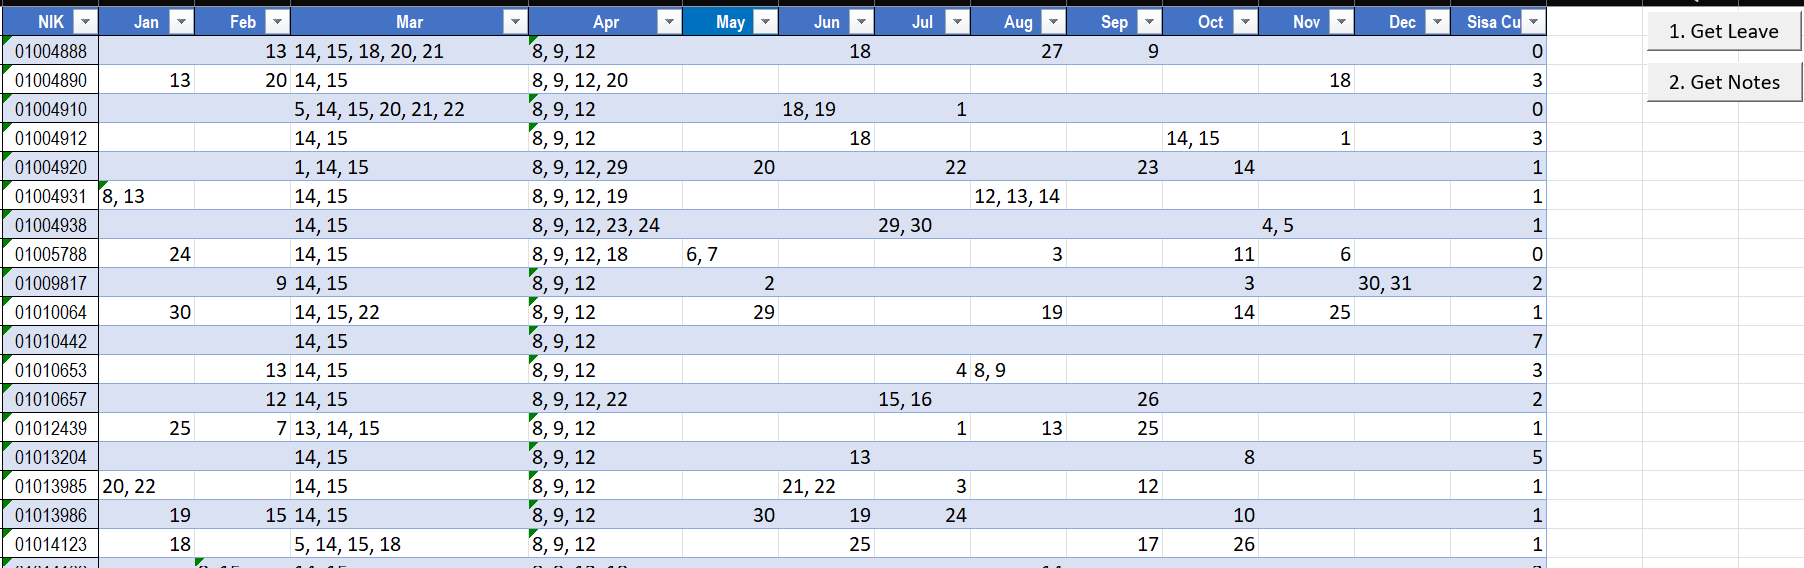 NIK Jan Feb Mar Apr May Jun Jul Aug Sep Oct Nov Dec Sisa Cu
1. Get Leave
01004888 13 14, 15, 18, 20, 21 8, 9, 12 18 27 9 0
01004890 13 20 14, 15 8, 9, 12, 20 18 3
2. Get Notes
01004910 5, 14, 15, 20, 21, 22 8, 9, 12 18, 19 1 0
01004912 14, 15 8, 9, 12 18 14, 15 1 3
01004920 1, 14, 15 8, 9, 12, 29 20 22 23 14 1
01004931 8, 13 14, 15 8, 9, 12, 19 12, 13, 14 1
01004938 14, 15 8, 9, 12, 23, 24 29, 30 4, 5 1
01005788 24 14, 15 8, 9, 12, 18 6, 7 3 11 6 0
01009817 9 14, 15 8, 9, 12 2 3 30, 31 2
01010064 30 14, 15, 22 8, 9, 12 29 19 14 25 1
01010442 14, 15 8, 9, 12 7
01010653 13 14, 15 8, 9, 12 4 8, 9 3
01010657 12 14, 15 8, 9, 12, 22 15, 16 26 2
01012439 25 7 13, 14, 15 8, 9, 12 1 13 25 1
01013204 14, 15 8, 9, 12 13 8 5
01013985 20, 22 14, 15 8, 9, 12 21, 22 3 12 1
01013986 19 15 14, 15 8, 9, 12 30 19 24 10 1
01014123 18 5, 14, 15, 18 8, 9, 12 25 17 26 1